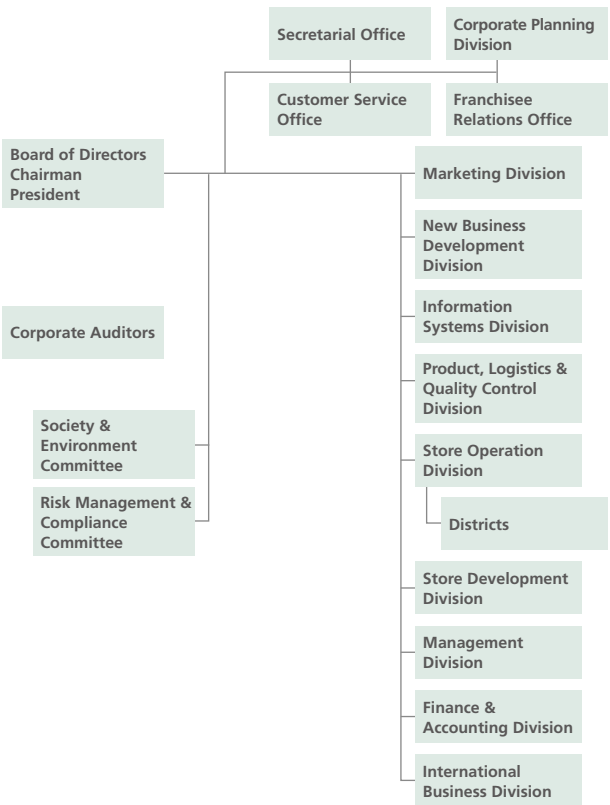 Secretarial Office
Corporate Planning
Division
Customer Service
Office
Franchisee
Relations Office
Board of Directors
Chairman
President
Marketing Division
New Business
Development
Division
Information
Systems Division
Corporate Auditors
Product, Logistics &
Quality Control
Division
Society &
Environment
Committee
Store Operation
Division
Risk Management &
Compliance
Committee
Districts
Store Development
Division
Management
Division
Finance &
Accounting Division
International
Business Division